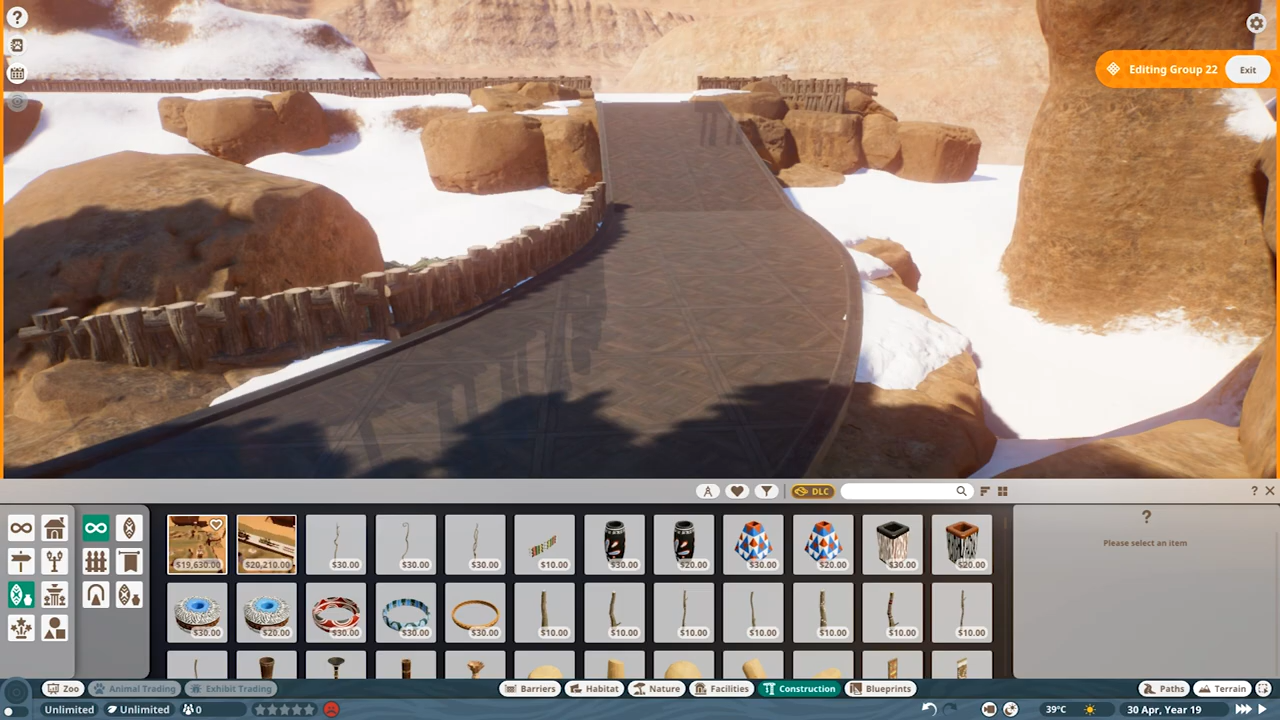 ?
Editing Group 22
Exit
DLC
? ×
$19,630.00
$20,210.00
$30.00
$30.00
$30.00
$10.00
$30.00
$20.00
$30.00
$20.00
$30.00
$20.00
?
Please select an item
$30.00
$20.00
$30.00
$30.00
$30.00
$10.00
$10.00
$10.00
$10.00
$10.00
$10.00
$10.00
Zoo
Animal Trading
Exhibit Trading
Barriers
Habitat
Nature
Facilities
Construction
Blueprints
Paths
Terrain
Unlimited
Unlimited
0
39°C
30 Apr, Year 19